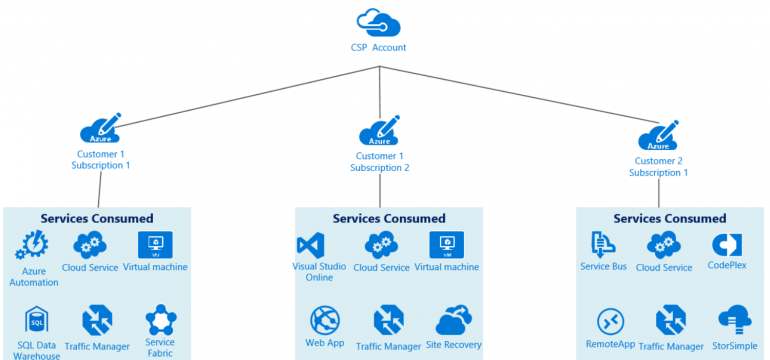 CSP Account
Azure
Azure
Azure
Customer 1
Subscription 1
Customer 1
Subscription 2
Customer 2
Subscription 1
Services Consumed
Services Consumed
Services Consumed
Azure
Automation
Cloud Service
Virtual machine
Visual Studio
Online
Cloud Service
Virtual machine
Service Bus
Cloud Service
CodePlex
SQL
SQL Data
Warehouse
Traffic Manager
Service
Fabric
Web App
Traffic Manager
Site Recovery
RemoteApp
Traffic Manager
StorSimple